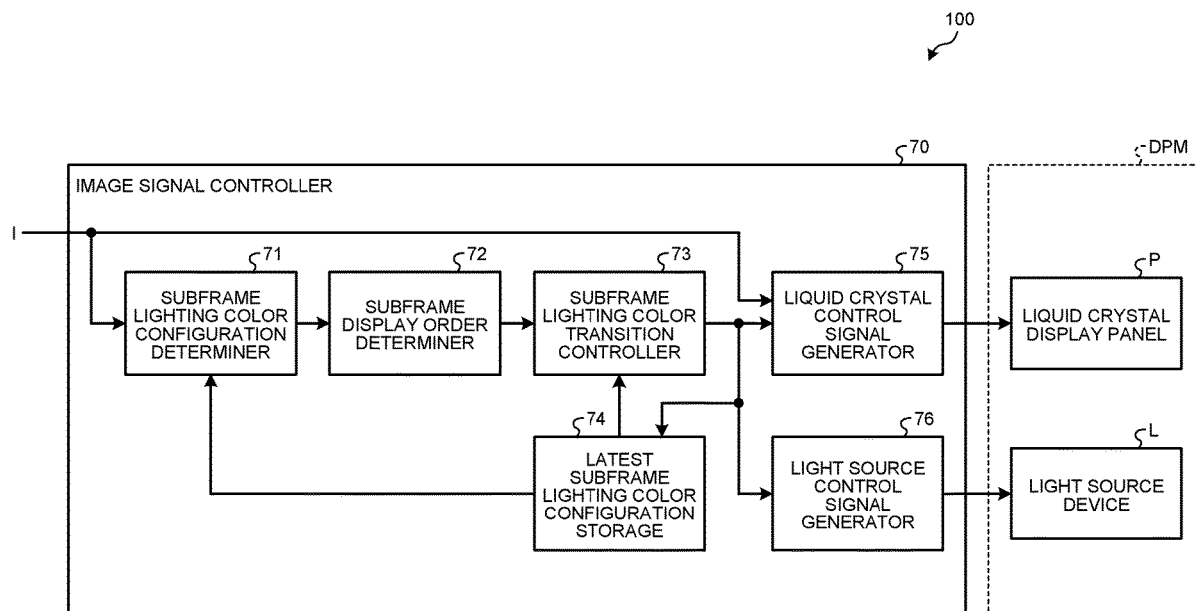 100
70
DPM
IMAGE SIGNAL CONTROLLER
I
71
72
73
75
P
SUBFRAME
LIGHTING COLOR
CONFIGURATION
DETERMINER
SUBFRAME
DISPLAY ORDER
DETERMINER
SUBFRAME
LIGHTING COLOR
TRANSITION
CONTROLLER
LIQUID CRYSTAL
CONTROL
SIGNAL
GENERATOR
LIQUID CRYSTAL
DISPLAY PANEL
74
76
L
LATEST
SUBFRAME
LIGHTING COLOR
CONFIGURATION
STORAGE
LIGHT SOURCE
CONTROL
SIGNAL
GENERATOR
LIGHT SOURCE
DEVICE